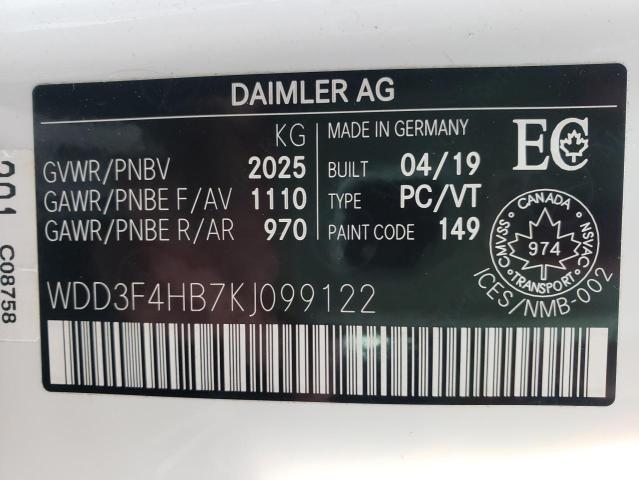 DAIMLER AG
KG
MADE IN GERMANY
GVWR/PNBV 2025
BUILT 04/19
GAWR/PNBE F/AV 1110
TYPE PC/VT
GAWR/PNBE R/AR 970
PAINT CODE 149
EC
CANADA
CMVSS
NSVAC
974
ICES/NMB-002
WDD3F4HB7KJ099122
C08758